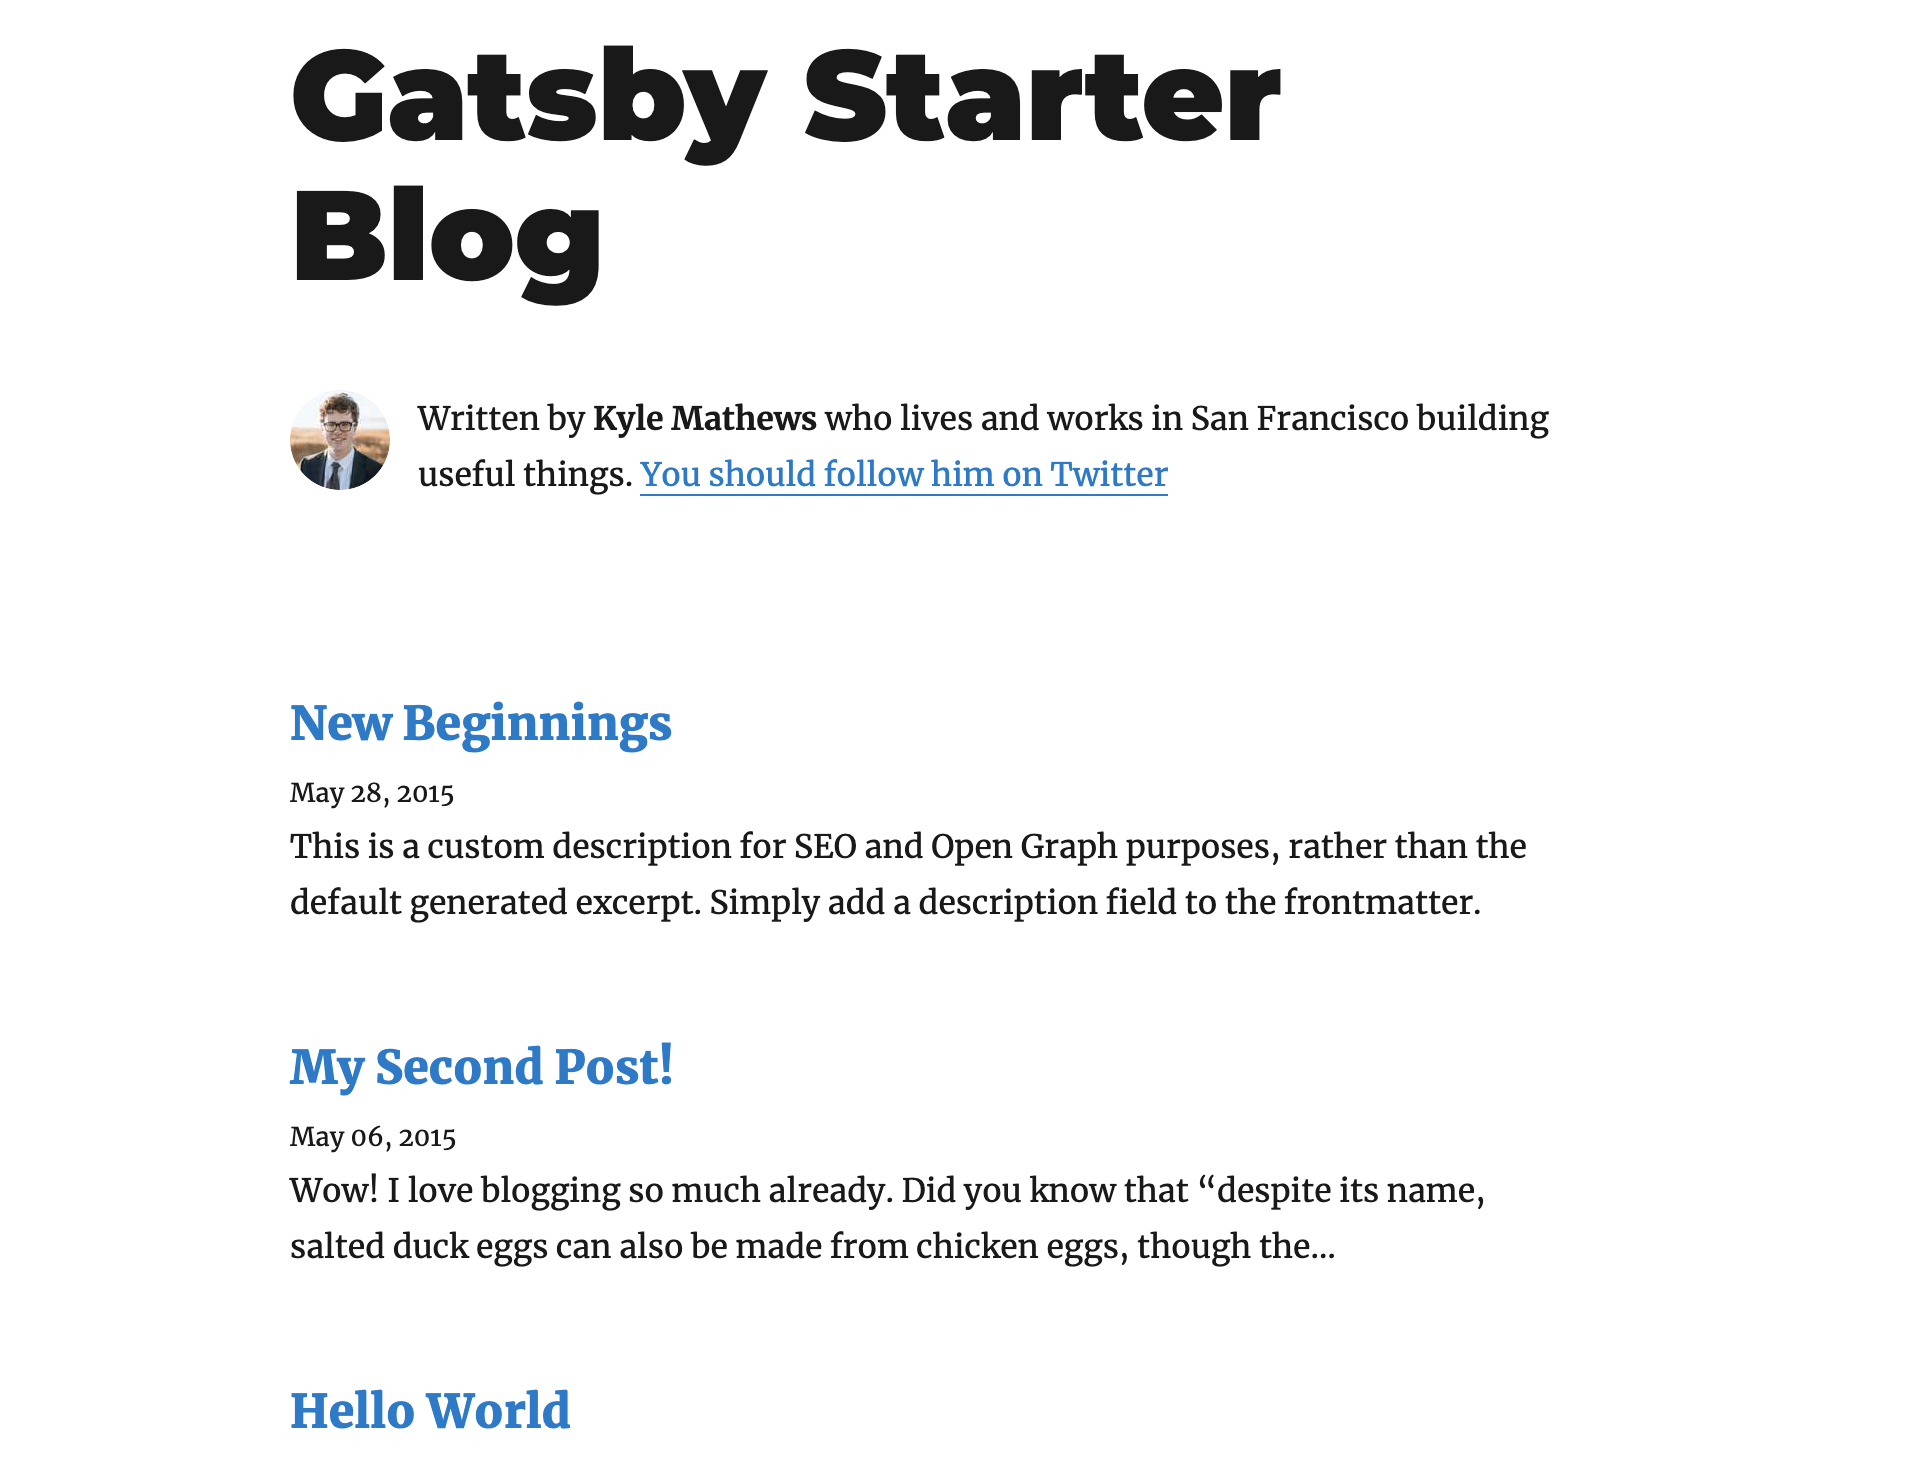 Gatsby Starter
Blog
Written by Kyle Mathews who lives and works in San Francisco building
useful things. You should follow him on Twitter
New Beginnings
May 28, 2015
This is a custom description for SEO and Open Graph purposes, rather than the
default generated excerpt. Simply add a description field to the frontmatter.
My Second Post!
May 06, 2015
Wow! I love blogging so much already. Did you know that “despite its name,
salted duck eggs can also be made from chicken eggs, though the…
Hello World